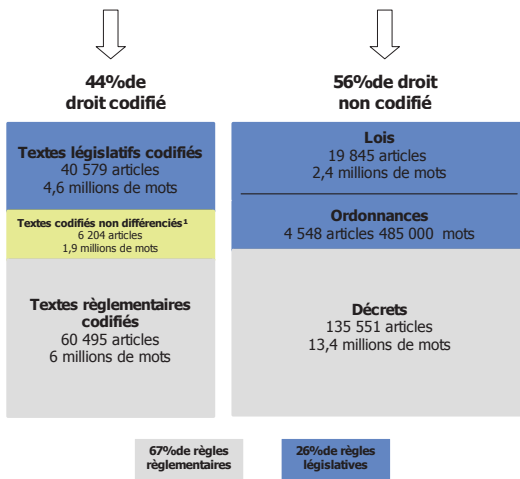 44%de
droit codifié
56%de droit
non codifié
Textes législatifs codifiés
40 579 articles
4,6 millions de mots
Textes codifiés non différenciés¹
6 204 articles
1,9 millions de mots
Textes règlementaires
codifiés
60 495 articles
6 millions de mots
Lois
19 845 articles
2,4 millions de mots
Ordonnances
4 548 articles 485 000 mots
Décrets
135 551 articles
13,4 millions de mots
67%de règles
règlementaires
26%de règles
législatives